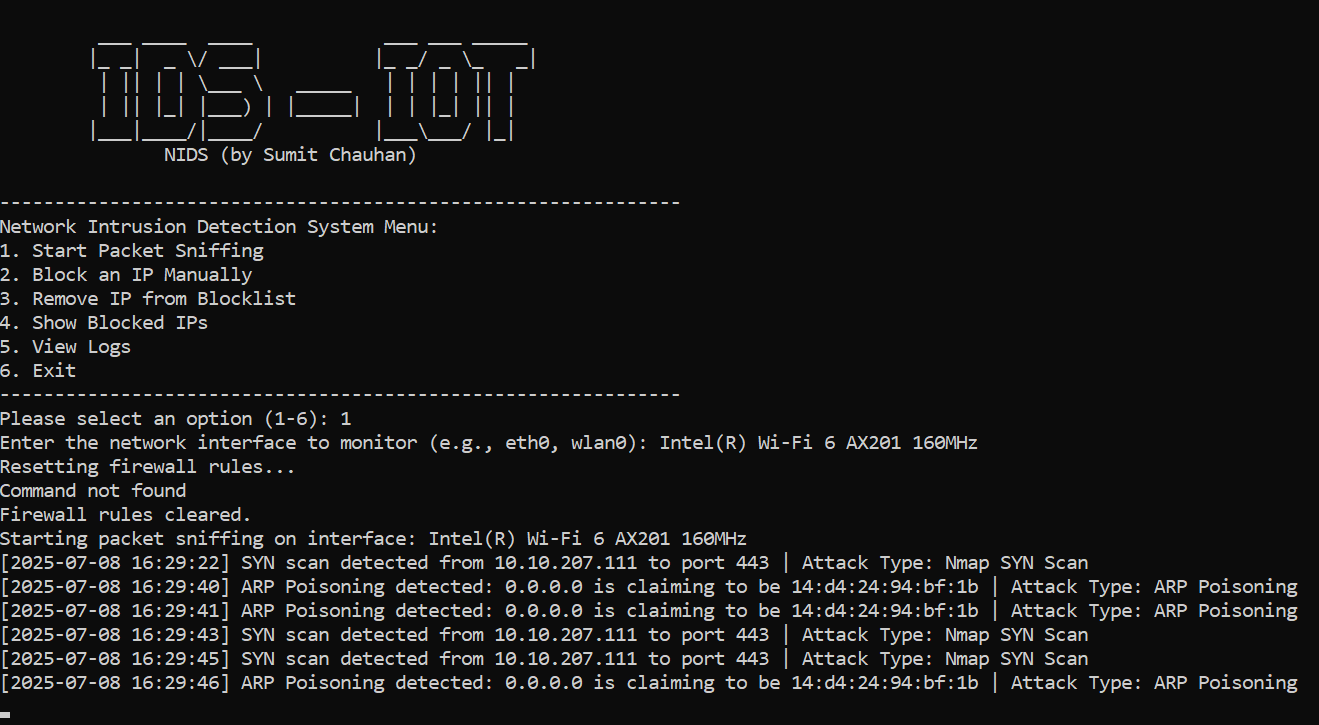 IDS - IOT
NIDS (by Sumit Chauhan)
--------------------------------------------------------------
Network Intrusion Detection System Menu:
1. Start Packet Sniffing
2. Block an IP Manually
3. Remove IP from Blocklist
4. Show Blocked IPs
5. View Logs
6. Exit
--------------------------------------------------------------
Please select an option (1-6): 1
Enter the network interface to monitor (e.g., eth0, wlan0): Intel(R) Wi-Fi 6 AX201 160MHz
Resetting firewall rules...
Command not found
Firewall rules cleared.
Starting packet sniffing on interface: Intel(R) Wi-Fi 6 AX201 160MHz
[2025-07-08 16:29:22] SYN scan detected from 10.10.207.111 to port 443 | Attack Type: Nmap SYN Scan
[2025-07-08 16:29:40] ARP Poisoning detected: 0.0.0.0 is claiming to be 14:d4:24:94:bf:1b | Attack Type: ARP Poisoning
[2025-07-08 16:29:41] ARP Poisoning detected: 0.0.0.0 is claiming to be 14:d4:24:94:bf:1b | Attack Type: ARP Poisoning
[2025-07-08 16:29:43] SYN scan detected from 10.10.207.111 to port 443 | Attack Type: Nmap SYN Scan
[2025-07-08 16:29:45] SYN scan detected from 10.10.207.111 to port 443 | Attack Type: Nmap SYN Scan
[2025-07-08 16:29:46] ARP Poisoning detected: 0.0.0.0 is claiming to be 14:d4:24:94:bf:1b | Attack Type: ARP Poisoning